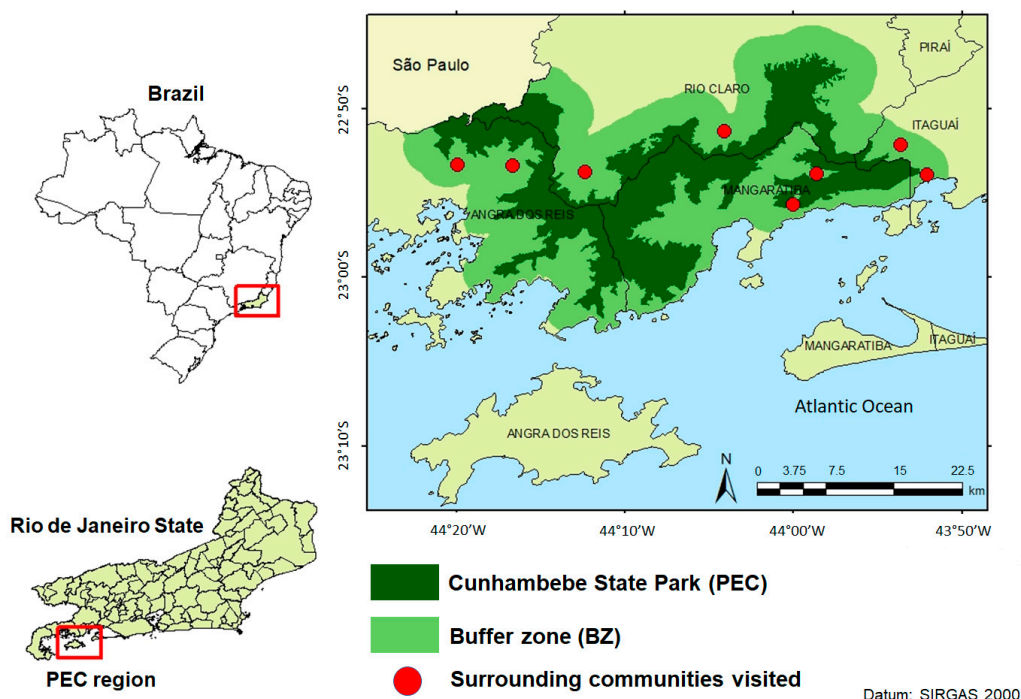 Brazil
Rio de Janeiro State
PEC region
São Paulo
PIRAÍ
RIO CLARO
ITAGUAÍ
MANGARATIBA
ANGRA DOS REIS
MANGARATIBA
ITAGUAÍ
Atlantic Ocean
ANGRA DOS REIS
N
0 3.75 7.5 15 22.5
km
22°50'S
23°00'S
23°10'S
44°20'W 44°10'W 44°00'W 43°50'W
Cunhambebe State Park (PEC)
Buffer zone (BZ)
Surrounding communities visited
Datum: SIRGAS 2000